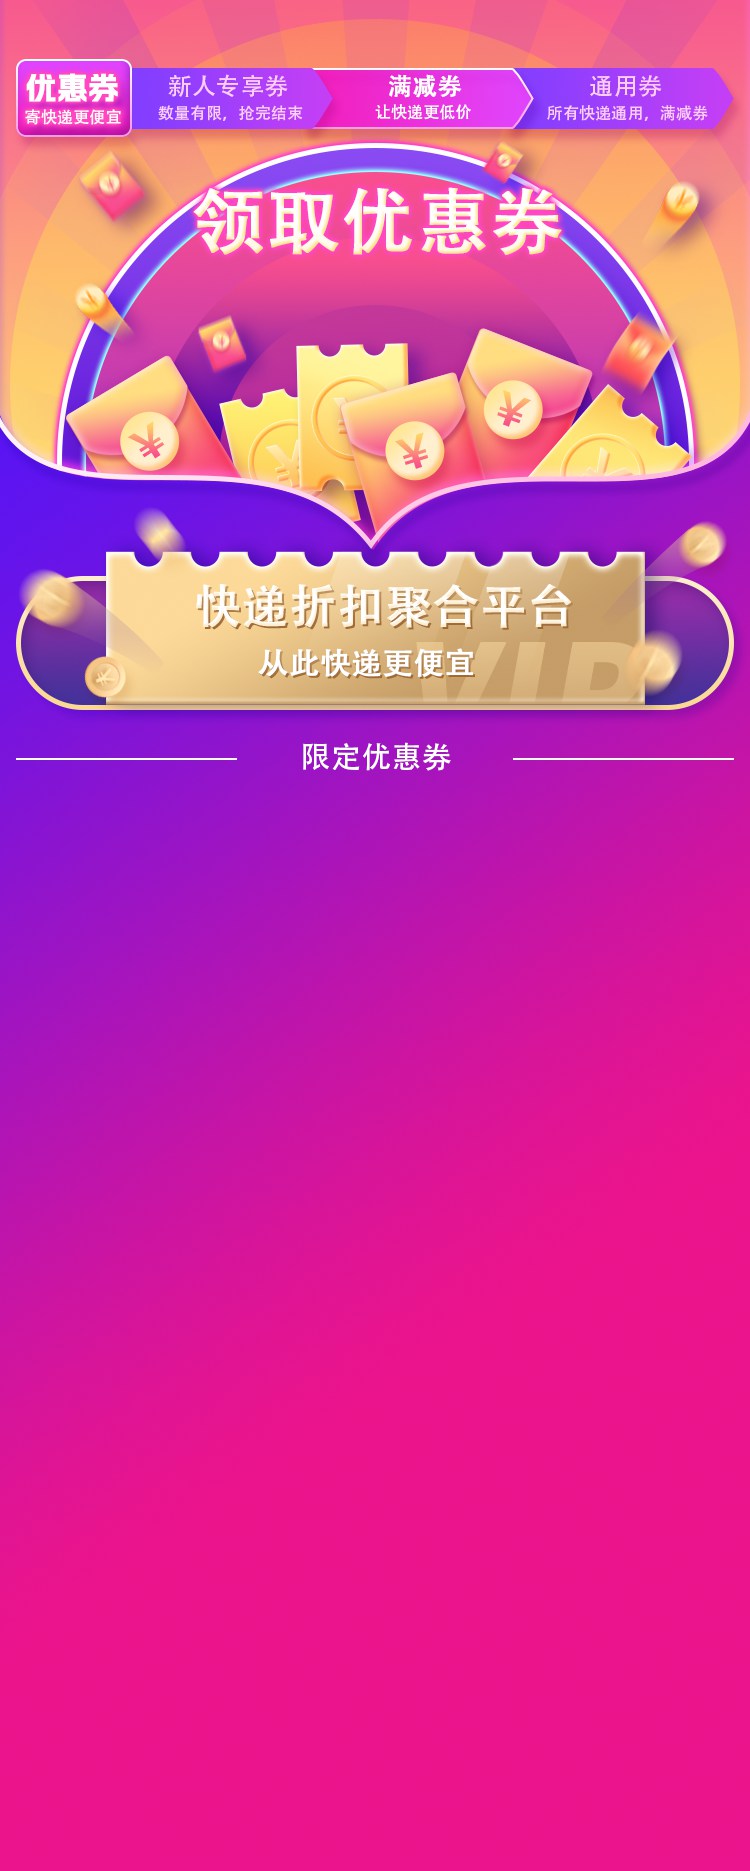 优惠券
寄快递更便宜
新人专享券
数量有限，抢完结束
满减券
让快递更低价
通用券
所有快递通用，满减券
领取优惠券
快递折扣聚合平台
从此快递更便宜
VIP
限定优惠券